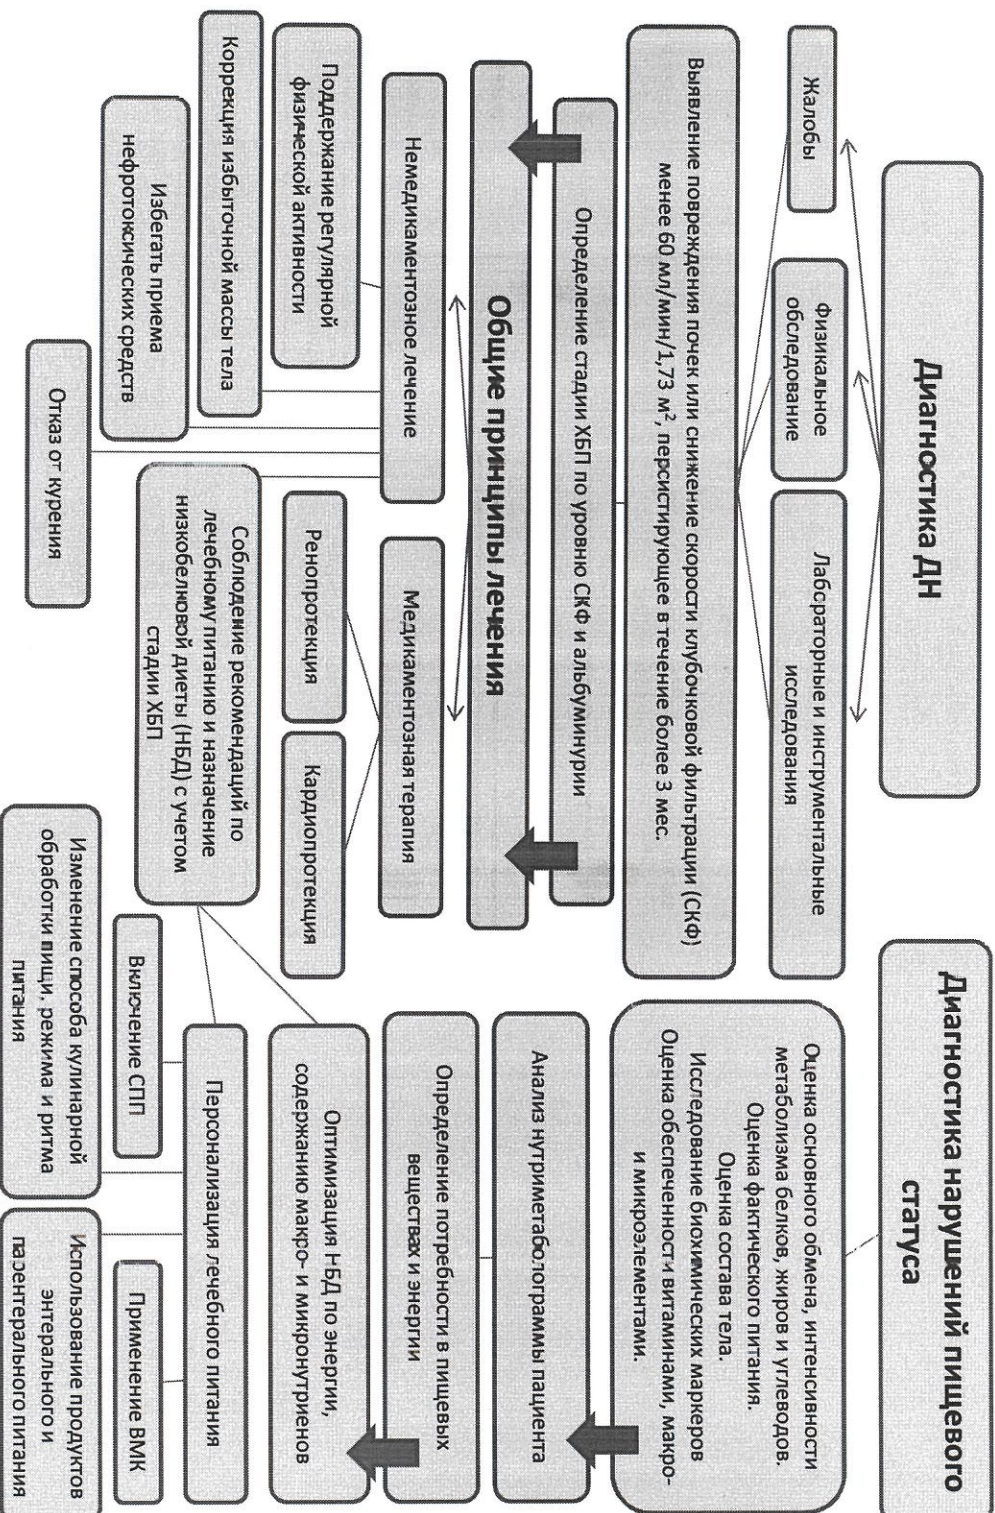 Диагностика ДН
Жалобы
Физикальное
обследование
Лабораторные и инструментальные
исследования
Выявление повреждения почек или снижение скорости клубочковой фильтрации (СКФ)
менее 60 мл/мин/1,73 м², персистирующее в течение более 3 мес.
Определение стадии ХБП по уровню СКФ и альбуминурии
Общие принципы лечения
Немедикаментозное лечение
Медикаментозная терапия
Поддержание регулярной
физической активности
Коррекция избыточной массы тела
Избегать приема
нефротоксических средств
Отказ от курения
Ренопротекция
Кардиопротекция
Соблюдение рекомендаций по
лечебному питанию и назначение
низкобелковой диеты (НБД) с учетом
стадии ХБП
Диагностика нарушений пищевого
статуса
Оценка основного обмена, интенсивности
метаболизма белков, жиров и углеводов.
Оценка фактического питания.
Оценка состава тела.
Исследование биохимических маркеров
Оценка обеспеченности витаминами, макро-
и микроэлементами.
Анализ нутриметаболограммы пациента
Определение потребности в пищевых
веществах и энергии
Оптимизация НБД по энергии,
содержанию макро- и микронутриенов
Персонализация лечебного питания
Включение СПП
Применение ВМК
Изменение способа кулинарной
обработки пищи, режима и ритма
питания
Использование продуктов
энтерального и
парентерального питания